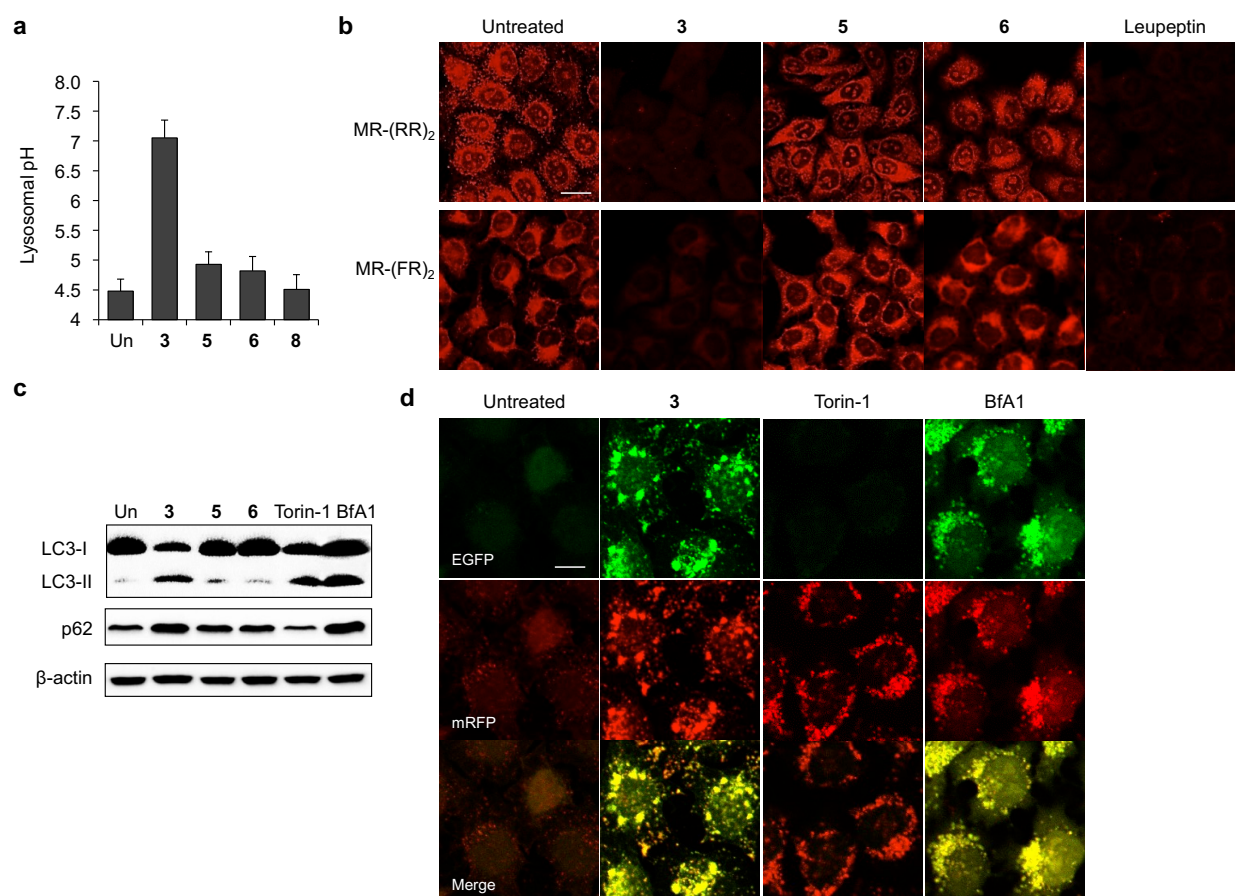 a
8.0
7.5
7
6.5
6
5.5
5
4.5
4
Lysosomal pH
Un 3 5 6 8
b
Untreated 3 5 6 Leupeptin
MR-(RR)2
MR-(FR)2
c
Un 3 5 6 Torin-1 BfA1
LC3-I
LC3-II
p62
β-actin
d
Untreated 3 Torin-1 BfA1
EGFP
mRFP
Merge